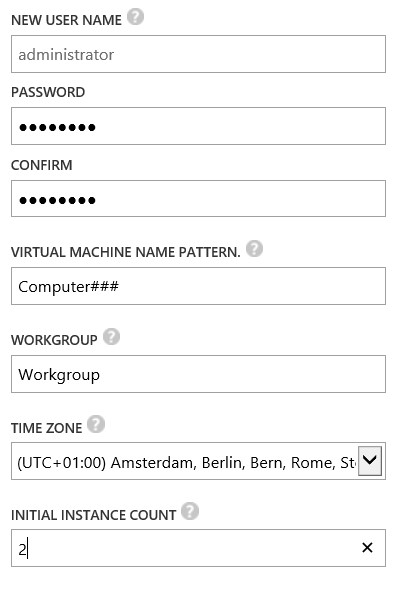 NEW USER NAME ?
administrator
PASSWORD
●●●●●●●●
CONFIRM
●●●●●●●●
VIRTUAL MACHINE NAME PATTERN. ?
Computer###
WORKGROUP ?
Workgroup
TIME ZONE ?
(UTC+01:00) Amsterdam, Berlin, Bern, Rome, St
INITIAL INSTANCE COUNT ?
2